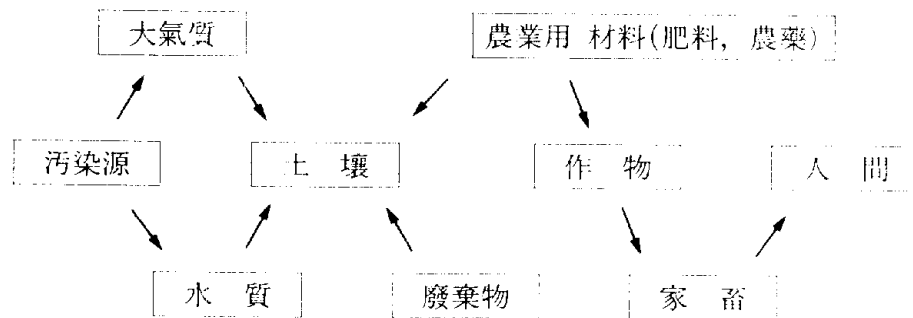 大氣質 農業用 材料(肥料, 農藥)
汚染源 土 壤 作 物 人 間
水 質 廢棄物 家 畜